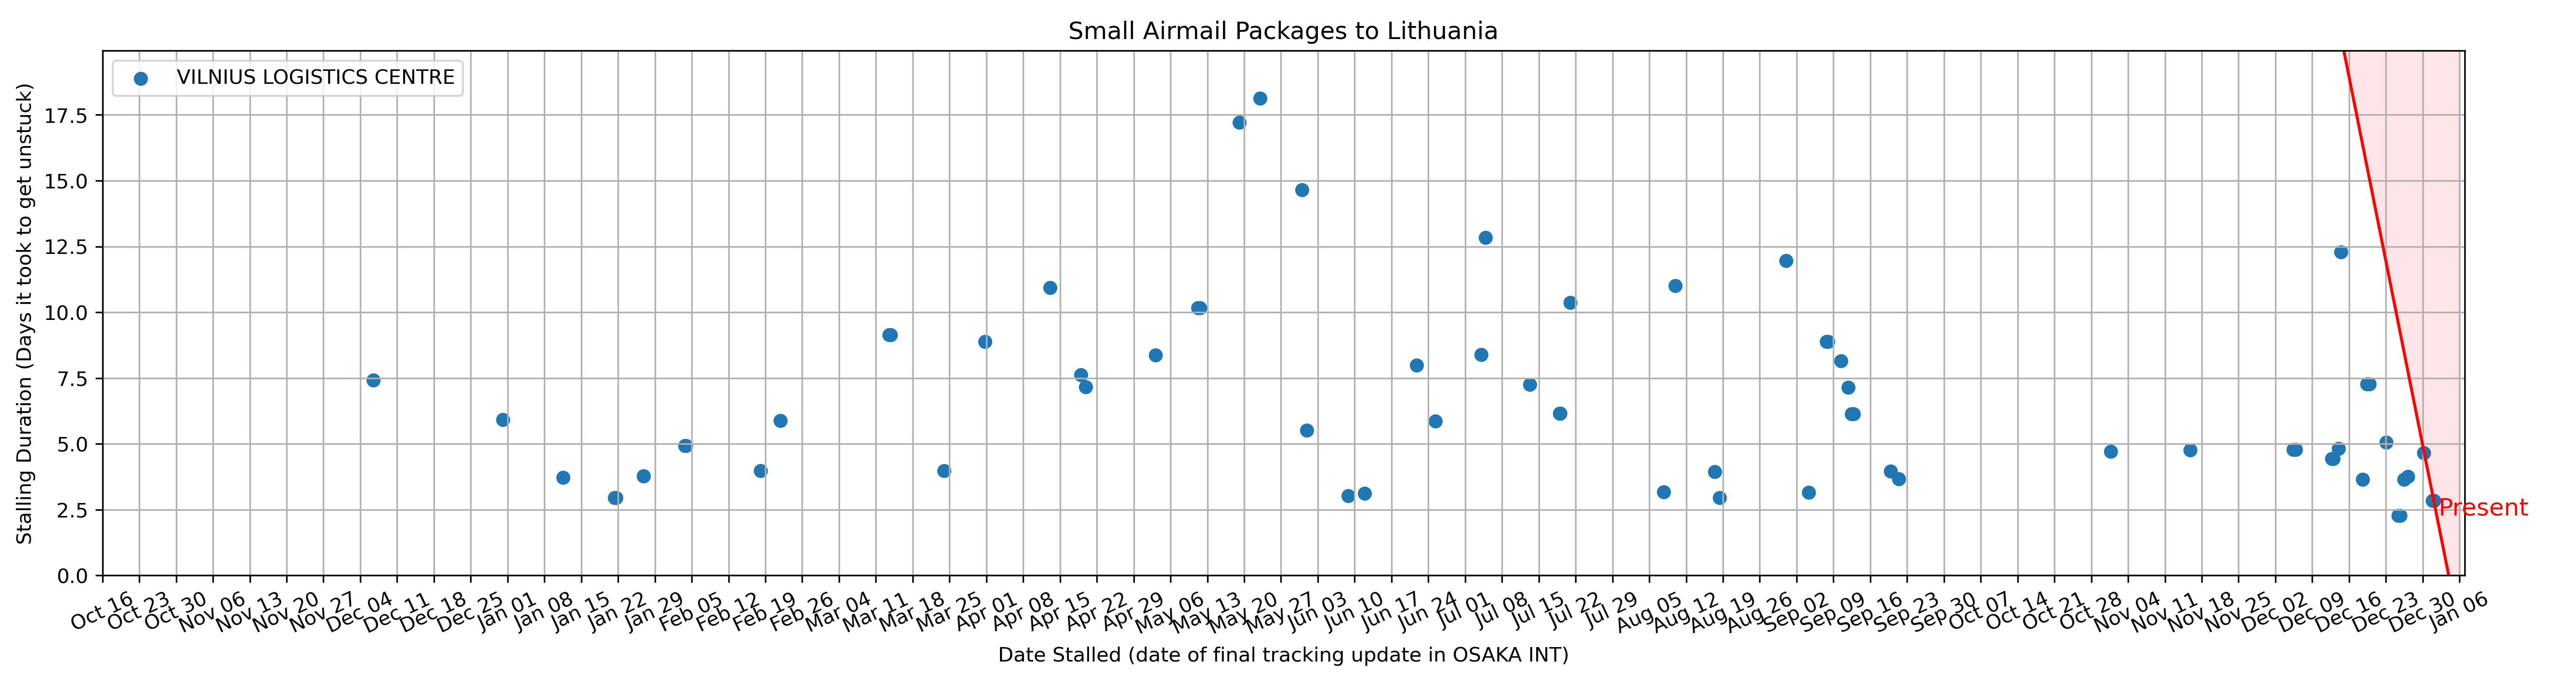 Small Airmail Packages to Lithuania
VILNIUS LOGISTICS CENTRE
Stalling Duration (Days it took to get unstuck)
17.5
15.0
12.5
10.0
7.5
5.0
2.5
0.0
Present
Oct 16
Oct 23
Oct 30
Nov 06
Nov 13
Nov 20
Nov 27
Dec 04
Dec 11
Dec 18
Dec 25
Jan 01
Jan 08
Jan 15
Jan 22
Jan 29
Feb 05
Feb 12
Feb 19
Feb 26
Mar 04
Mar 11
Mar 18
Mar 25
Apr 01
Apr 08
Apr 15
Apr 22
Apr 29
May 06
May 13
May 20
May 27
Jun 03
Jun 10
Jun 17
Jun 24
Jul 01
Jul 08
Jul 15
Jul 22
Jul 29
Aug 05
Aug 12
Aug 19
Aug 26
Sep 02
Sep 09
Sep 16
Sep 23
Sep 30
Oct 07
Oct 14
Oct 21
Oct 28
Nov 04
Nov 11
Nov 18
Nov 25
Dec 02
Dec 09
Dec 16
Dec 23
Dec 30
Jan 06
Date Stalled (date of final tracking update in OSAKA INT)